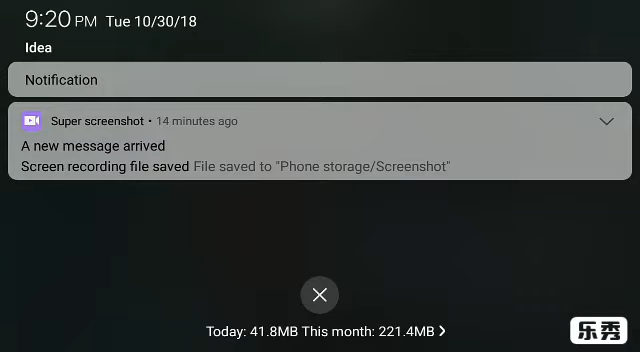 9:20 PM Tue 10/30/18
Idea
Notification
Super screenshot • 14 minutes ago
A new message arrived
Screen recording file saved File saved to "Phone storage/Screenshot"
Today: 41.8MB This month: 221.4MB
乐秀